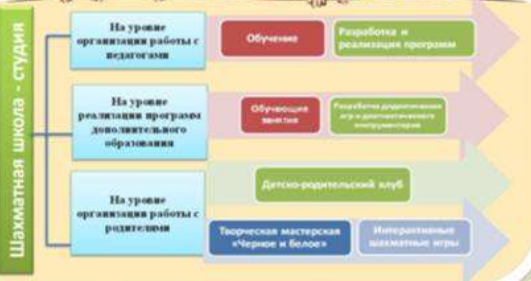 Шахматная школа - студия
На уровне
организации работы с
педагогами
Обучение
Разработка и
реализация программ
На уровне
реализации программ
дополнительного
образования
Обучающие
занятия
Разработка дидактических
игр и диагностического
инструментария
На уровне
организации работы с
родителями
Детско-родительский клуб
Творческая мастерская
«Черное и белое»
Интерактивные
шахматные игры